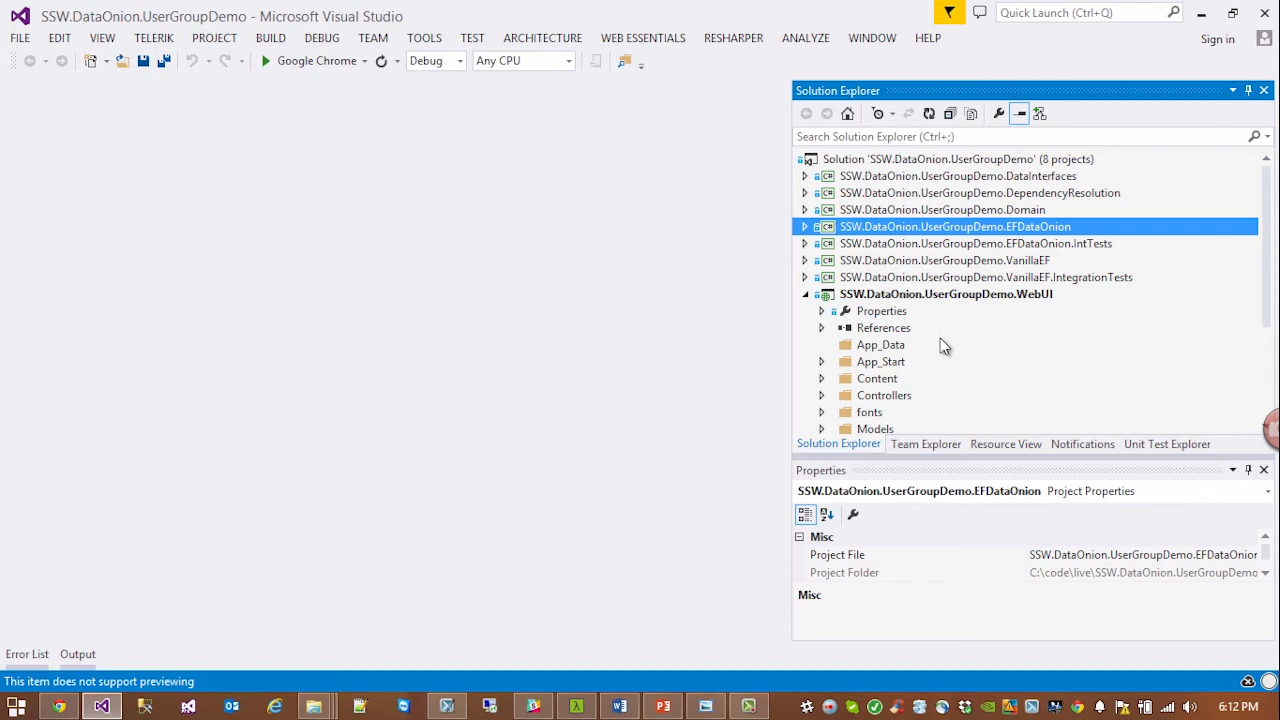 SSW.DataOnion.UserGroupDemo - Microsoft Visual Studio
Quick Launch (Ctrl+Q)
FILE EDIT VIEW TELERIK PROJECT BUILD DEBUG TEAM TOOLS TEST ARCHITECTURE WEB ESSENTIALS RESHARPER ANALYZE WINDOW HELP
Sign in
Google Chrome Debug Any CPU
Solution Explorer
Search Solution Explorer (Ctrl+;)
Solution 'SSW.DataOnion.UserGroupDemo' (8 projects)
C# SSW.DataOnion.UserGroupDemo.DataInterfaces
C# SSW.DataOnion.UserGroupDemo.DependencyResolution
C# SSW.DataOnion.UserGroupDemo.Domain
C# SSW.DataOnion.UserGroupDemo.EFDataOnion
C# SSW.DataOnion.UserGroupDemo.EFDataOnion.IntTests
C# SSW.DataOnion.UserGroupDemo.VanillaEF
C# SSW.DataOnion.UserGroupDemo.VanillaEF.IntegrationTests
SSW.DataOnion.UserGroupDemo.WebUI
Properties
References
App_Data
App_Start
Content
Controllers
fonts
Models
Solution Explorer Team Explorer Resource View Notifications Unit Test Explorer
Properties
SSW.DataOnion.UserGroupDemo.EFDataOnion Project Properties
Misc
Project File SSW.DataOnion.UserGroupDemo.EFDataOnion
Project Folder C:\code\live\SSW.DataOnion.UserGroupDemo
Misc
Error List Output
This item does not support previewing
6:12 PM